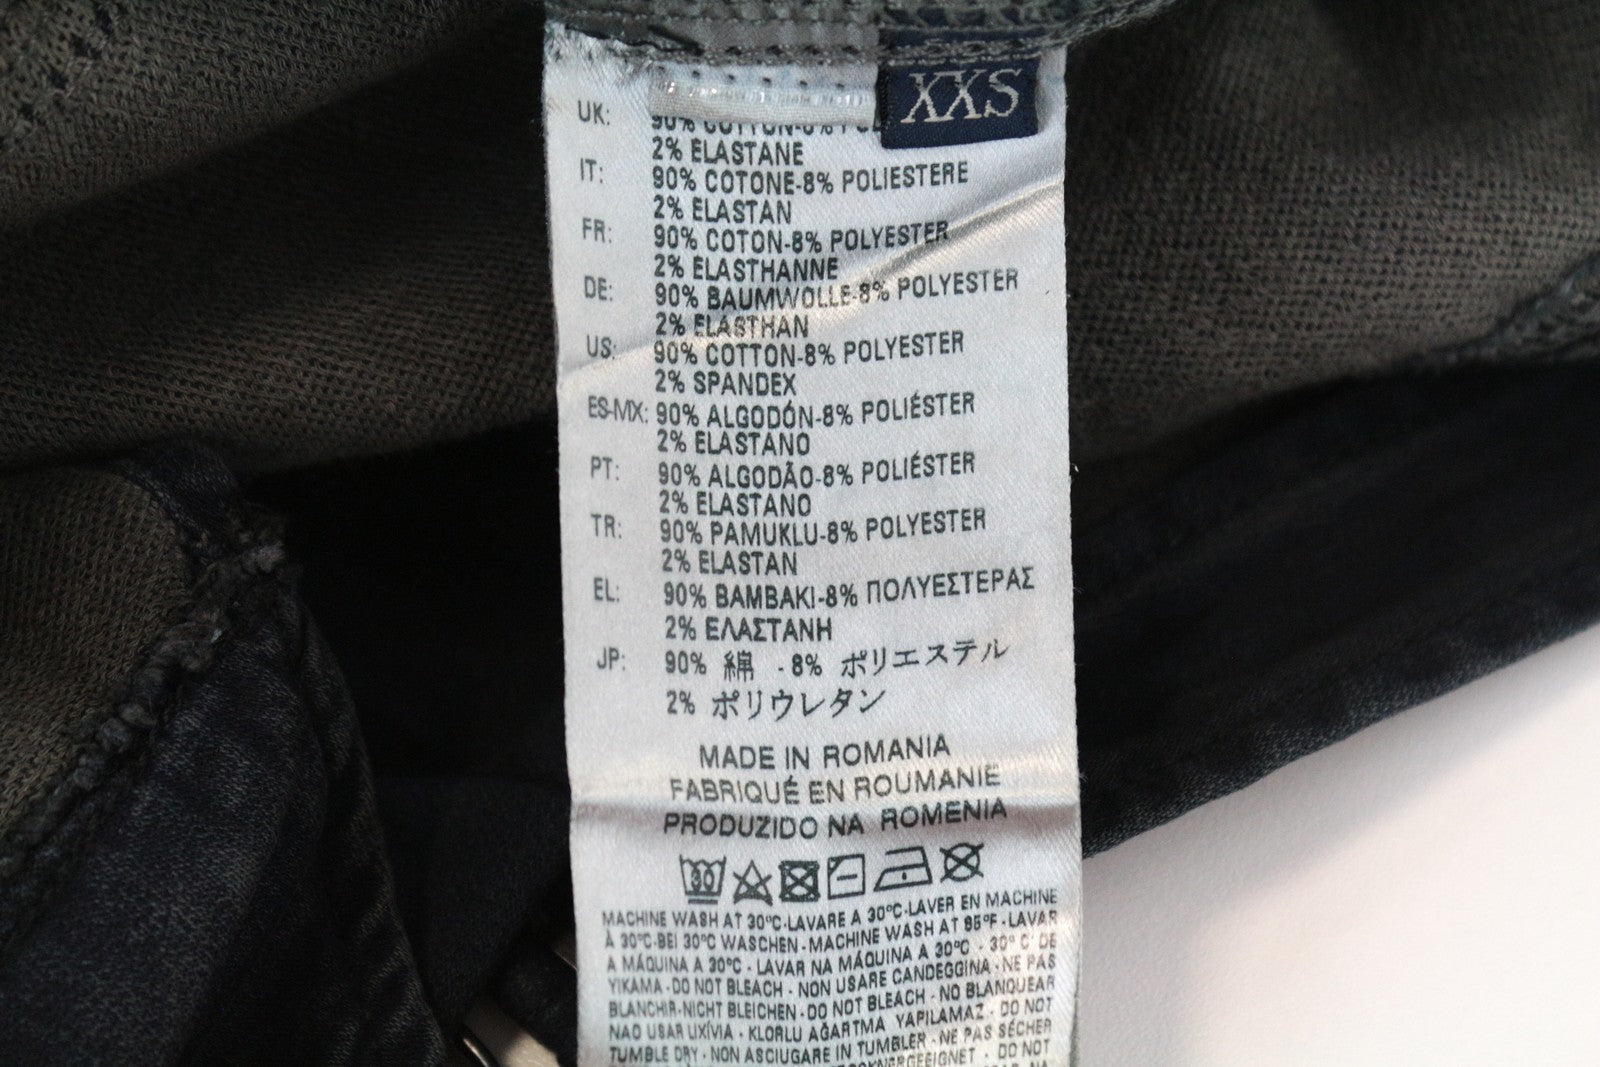 XXS
UK: 90% COTTON-8%
2% ELASTANE
IT: 90% COTONE-8% POLIESTERE
2% ELASTAN
FR: 90% COTON-8% POLYESTER
2% ELASTHANNE
DE: 90% BAUMWOLLE-8% POLYESTER
2% ELASTHAN
US: 90% COTTON-8% POLYESTER
2% SPANDEX
ES-MX: 90% ALGODÓN-8% POLIÉSTER
2% ELASTANO
PT: 90% ALGODÃO-8% POLIÉSTER
2% ELASTANO
TR: 90% PAMUKLU-8% POLYESTER
2% ELASTAN
EL: 90% ΒΑΜΒΑΚΙ-8% ΠΟΛΥΕΣΤΕΡΑΣ
2% ΕΛΑΣΤΑΝΗ
JP: 90% 綿 - 8% ポリエステル
2% ポリウレタン
MADE IN ROMANIA
FABRIQUÉ EN ROUMANIE
PRODUZIDO NA ROMENIA
30
MACHINE WASH AT 30°C-LAVARE A 30°C-LAVER EN MACHINE
À 30°C-BEI 30°C WASCHEN - MACHINE WASH AT 85°F - LAVAR
A MÁQUINA A 30°C - LAVAR NA MÁQUINA A 30°C - 30° C' DE
YIKAMA - DO NOT BLEACH - NON USARE CANDEGGINA - NE PAS
BLANCHIR-NICHT BLEICHEN - DO NOT BLEACH - NO BLANQUEAR
NAO USAR LIXÍVIA - KLORLU AĞARTMA YAPILAMAZ - DO NOT
TUMBLE DRY - NON ASCIUGARE IN TUMBLER - NE PAS SÉCHER
- DO NOT